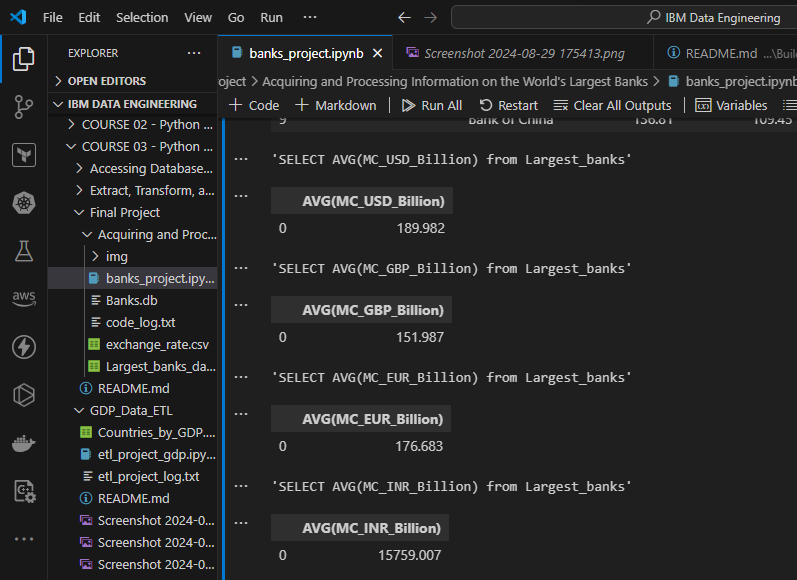 File Edit Selection View Go Run ··· IBM Data Engineering
EXPLORER ···
banks_project.ipynb
Screenshot 2024-08-29 175413.png
README.md ...\Buil
OPEN EDITORS
IBM DATA ENGINEERING
COURSE 02 - Python ...
COURSE 03 - Python ...
Accessing Database...
Extract, Transform, a...
Final Project
Acquiring and Proc...
img
banks_project.ipy...
Banks.db
code_log.txt
exchange_rate.csv
Largest_banks_da...
README.md
GDP_Data_ETL
Countries_by_GDP....
etl_project_gdp.ipy...
etl_project_log.txt
README.md
Screenshot 2024-0...
Screenshot 2024-0...
Screenshot 2024-0...
aws
oject > Acquiring and Processing Information on the World's Largest Banks > banks_project.ipynb
+ Code + Markdown Run All Restart Clear All Outputs Variables
9 Bank of China 136.81 109.45
··· 'SELECT AVG(MC_USD_Billion) from Largest_banks'
··· AVG(MC_USD_Billion)
0 189.982
··· 'SELECT AVG(MC_GBP_Billion) from Largest_banks'
··· AVG(MC_GBP_Billion)
0 151.987
··· 'SELECT AVG(MC_EUR_Billion) from Largest_banks'
··· AVG(MC_EUR_Billion)
0 176.683
··· 'SELECT AVG(MC_INR_Billion) from Largest_banks'
··· AVG(MC_INR_Billion)
0 15759.007